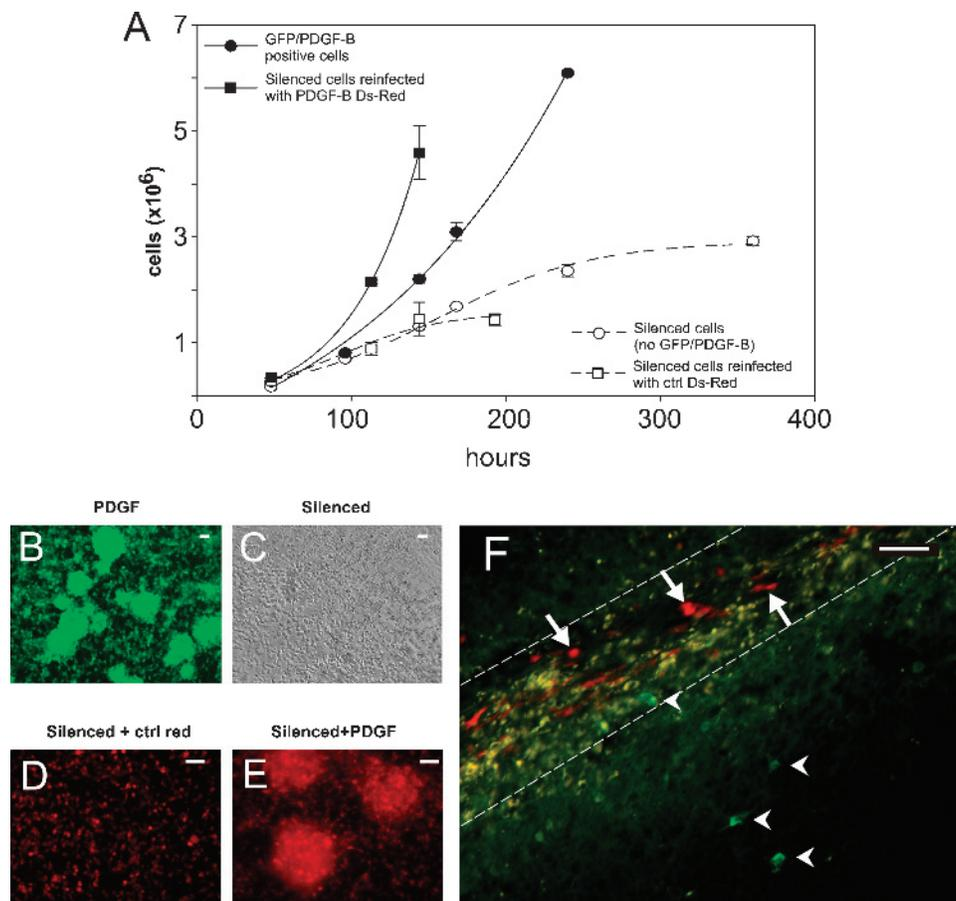 A
7
5
3
1
cells (x10⁶)
GFP/PDGF-B
positive cells
Silenced cells reinfected
with PDGF-B Ds-Red
Silenced cells
(no GFP/PDGF-B)
Silenced cells reinfected
with ctrl Ds-Red
0
100
200
300
400
hours
PDGF
Silenced
B
C
F
Silenced + ctrl red
Silenced+PDGF
D
E